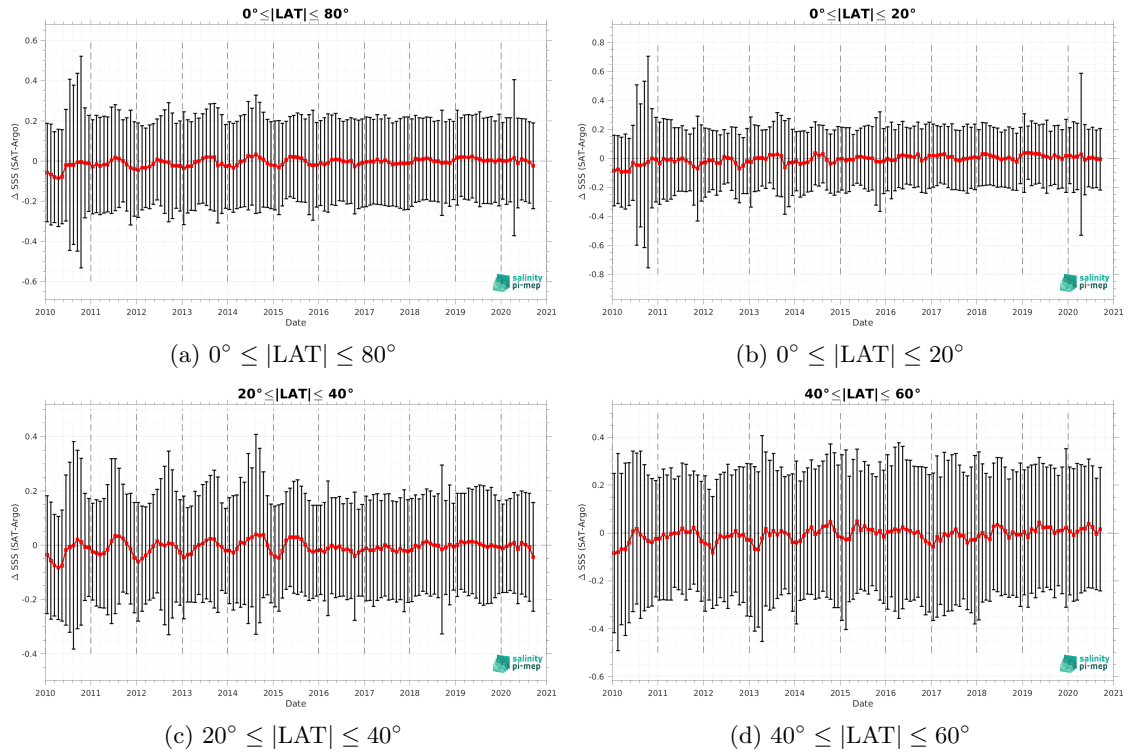 0°≤|LAT|≤ 80°
Δ SSS (SAT-Argo)
0.6
0.4
0.2
0
-0.2
-0.4
-0.6
2010 2011 2012 2013 2014 2015 2016 2017 2018 2019 2020 2021
Date
salinity
pi-mep
(a) 0° ≤ |LAT| ≤ 80°
0°≤|LAT|≤ 20°
Δ SSS (SAT-Argo)
0.8
0.6
0.4
0.2
0
-0.2
-0.4
-0.6
-0.8
2010 2011 2012 2013 2014 2015 2016 2017 2018 2019 2020 2021
Date
salinity
pi-mep
(b) 0° ≤ |LAT| ≤ 20°
20°≤|LAT|≤ 40°
Δ SSS (SAT-Argo)
0.4
0.2
0
-0.2
-0.4
2010 2011 2012 2013 2014 2015 2016 2017 2018 2019 2020 2021
Date
salinity
pi-mep
(c) 20° ≤ |LAT| ≤ 40°
40°≤|LAT|≤ 60°
Δ SSS (SAT-Argo)
0.4
0.2
0
-0.2
-0.4
-0.6
2010 2011 2012 2013 2014 2015 2016 2017 2018 2019 2020 2021
Date
salinity
pi-mep
(d) 40° ≤ |LAT| ≤ 60°